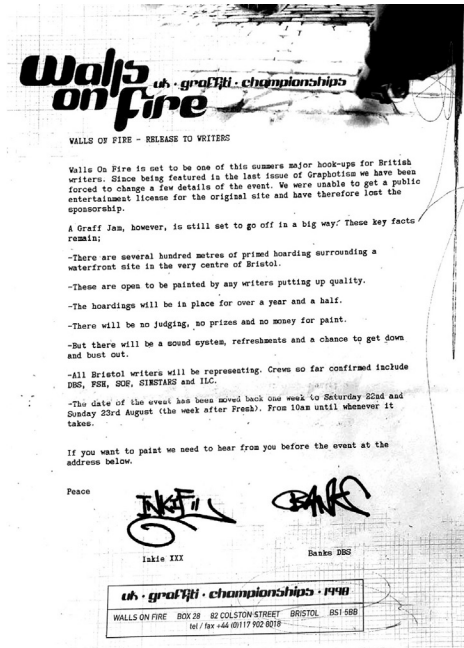 Walls
on Fire
uk · graffiti · championships
WALLS ON FIRE - RELEASE TO WRITERS
Walls On Fire is set to be one of this summers major hook-ups for British
writers. Since being featured in the last issue of Graphotism we have been
forced to change a few details of the event. We were unable to get a public
entertainment license for the original site and have therefore lost the
sponsorship.
A Graff Jam, however, is still set to go off in a big way. These key facts
remain;
-There are several hundred metres of primed hoarding surrounding a
waterfront site in the very centre of Bristol.
-These are open to be painted by any writers putting up quality.
-The hoardings will be in place for over a year and a half.
-There will be no judging, no prizes and no money for paint.
-But there will be a sound system, refreshments and a chance to get down
and bust out.
-All Bristol writers will be representing. Crews so far confirmed include
DBS, FSH, SOF, SINSTARS and ILC.
-The date of the event has been moved back one week to Saturday 22nd and
Sunday 23rd August (the week after Fresh). From 10am until whenever it
takes.
If you want to paint we need to hear from you before the event at the
address below.
Peace
INKIE
BANKS
Inkie XXX
Banks DBS
uk · graffiti · championships · 1998
WALLS ON FIRE BOX 28 82 COLSTON STREET BRISTOL BS1 5BB
tel / fax +44 (0)117 902 8018